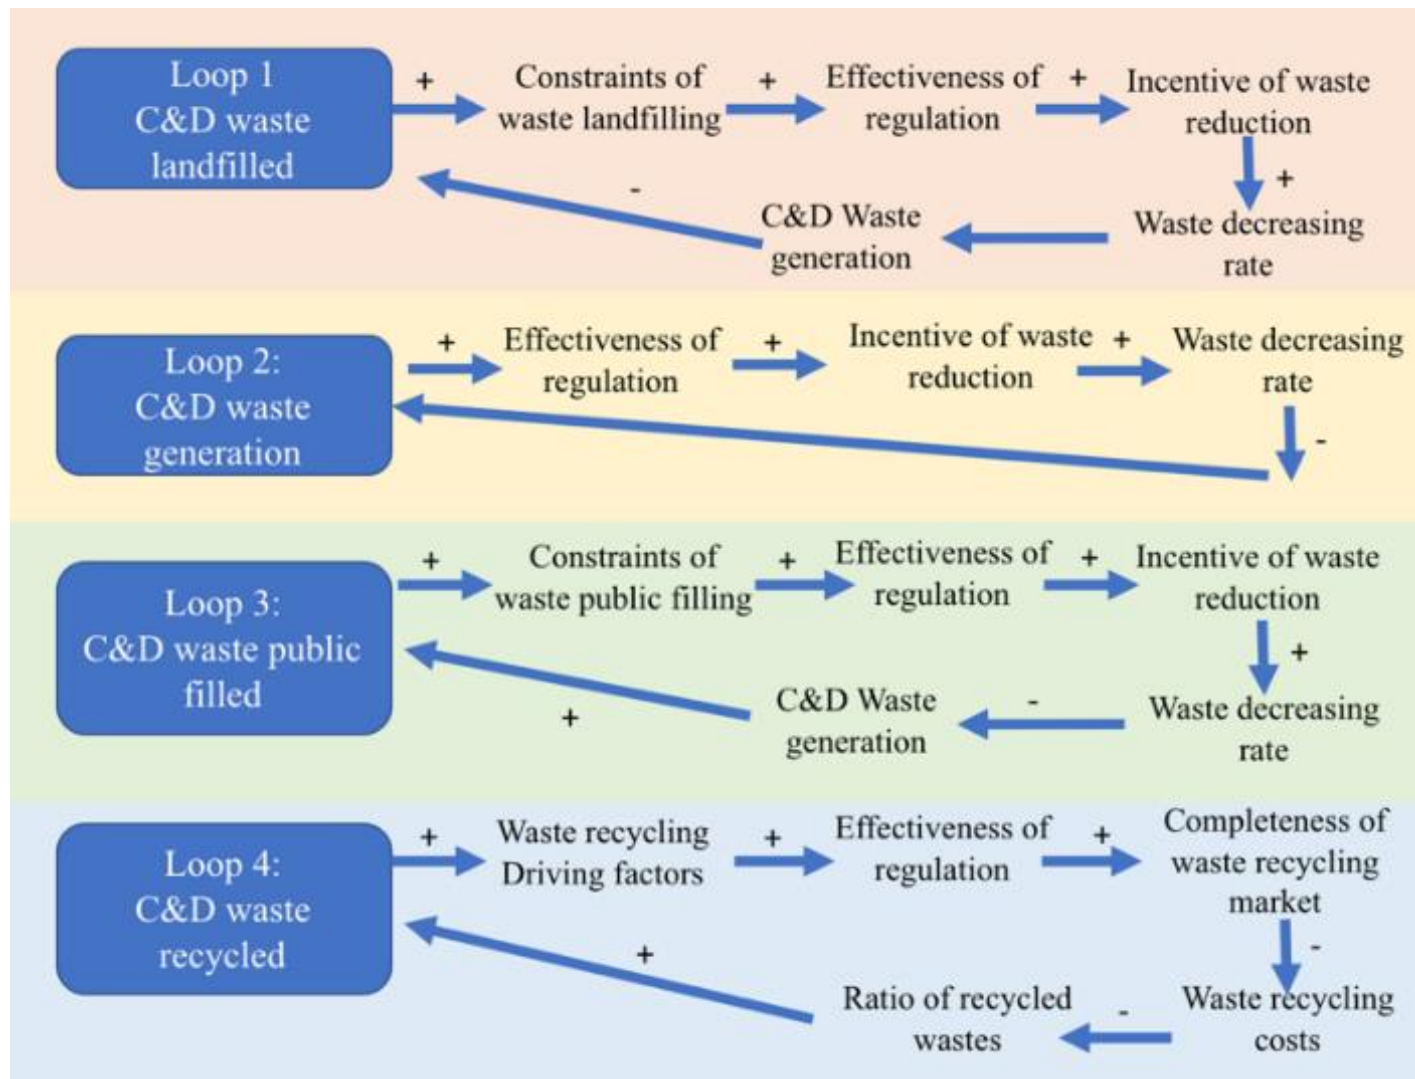 Loop 1
C&D waste
landfilled
+
Constraints of
waste landfilling
+
Effectiveness of
regulation
+
Incentive of waste
reduction
+
Waste decreasing
rate
C&D Waste
generation
-
Loop 2:
C&D waste
generation
+
Effectiveness of
regulation
+
Incentive of waste
reduction
+
Waste decreasing
rate
-
Loop 3:
C&D waste public
filled
+
Constraints of
waste public filling
+
Effectiveness of
regulation
+
Incentive of waste
reduction
+
Waste decreasing
rate
-
C&D Waste
generation
+
Loop 4:
C&D waste
recycled
+
Waste recycling
Driving factors
+
Effectiveness of
regulation
+
Completeness of
waste recycling
market
-
Waste recycling
costs
-
Ratio of recycled
wastes
+